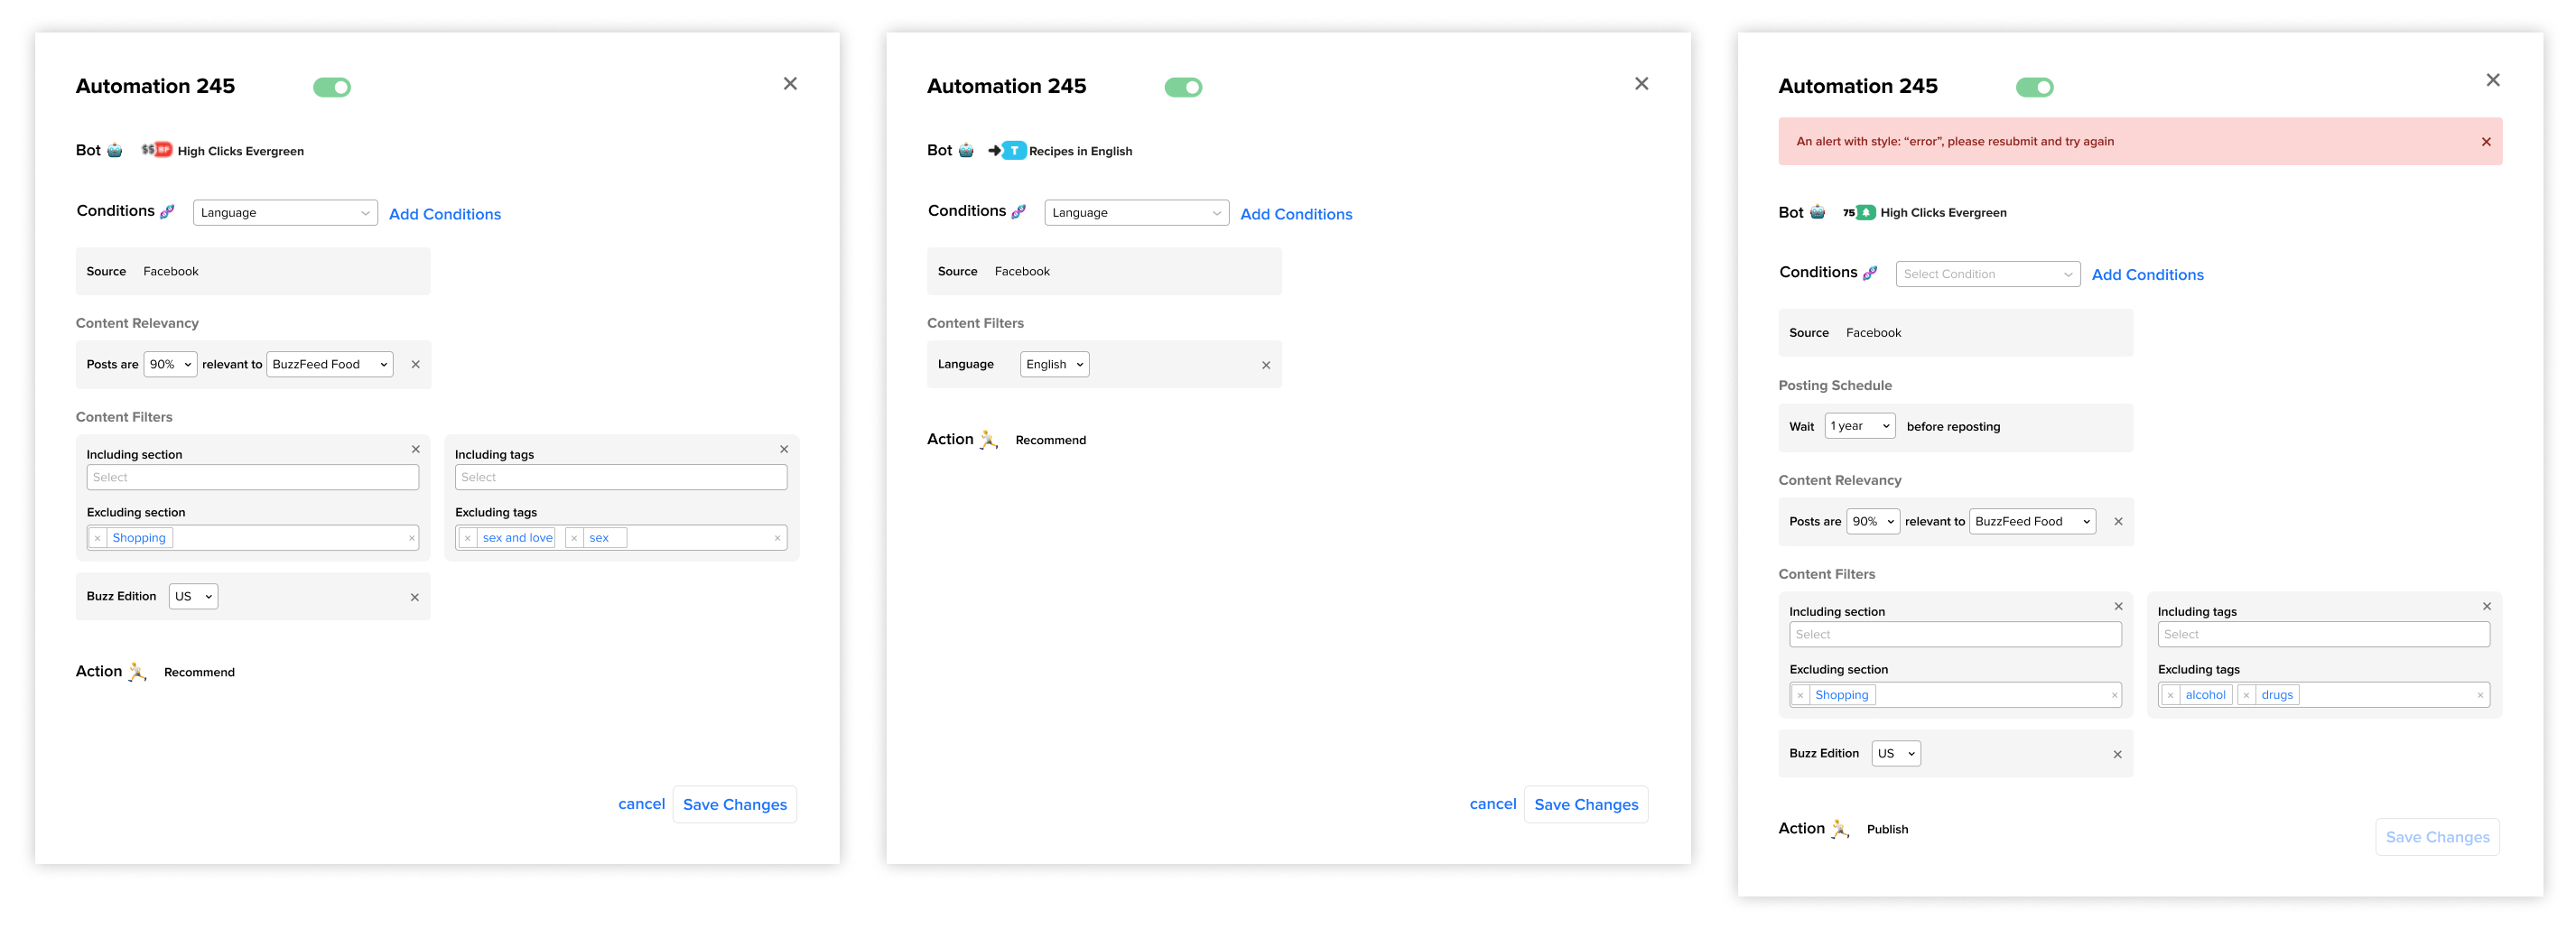 Automation 245
Bot $$ BF High Clicks Evergreen
Conditions Language Add Conditions
Source Facebook
Content Relevancy
Posts are 90% relevant to BuzzFeed Food
Content Filters
Including section
Select
Excluding section
Shopping
Including tags
Select
Excluding tags
sex and love sex
Buzz Edition US
Action Recommend
cancel Save Changes
Automation 245
Bot T Recipes in English
Conditions Language Add Conditions
Source Facebook
Content Filters
Language English
Action Recommend
cancel Save Changes
Automation 245
An alert with style: “error”, please resubmit and try again
Bot 75 High Clicks Evergreen
Conditions Select Condition Add Conditions
Source Facebook
Posting Schedule
Wait 1 year before reposting
Content Relevancy
Posts are 90% relevant to BuzzFeed Food
Content Filters
Including section
Select
Excluding section
Shopping
Including tags
Select
Excluding tags
alcohol drugs
Buzz Edition US
Action Publish
Save Changes